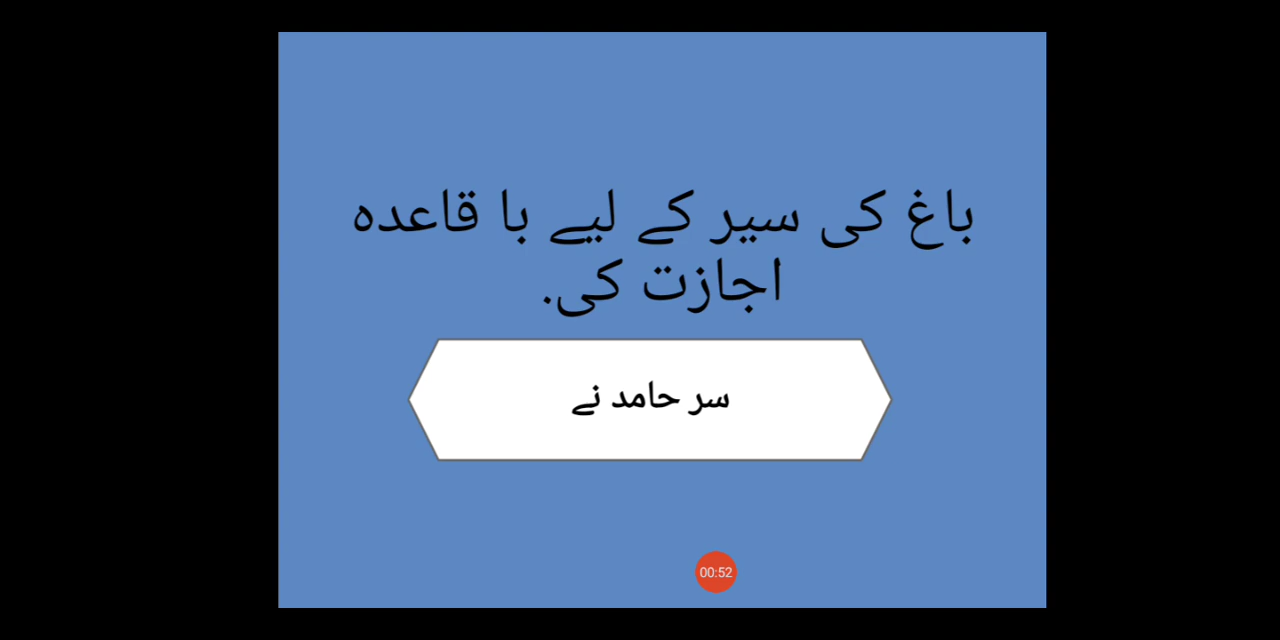 باغ کی سیر کے لیے با قاعدہ
اجازت کی.
سر حامد نے
00:52